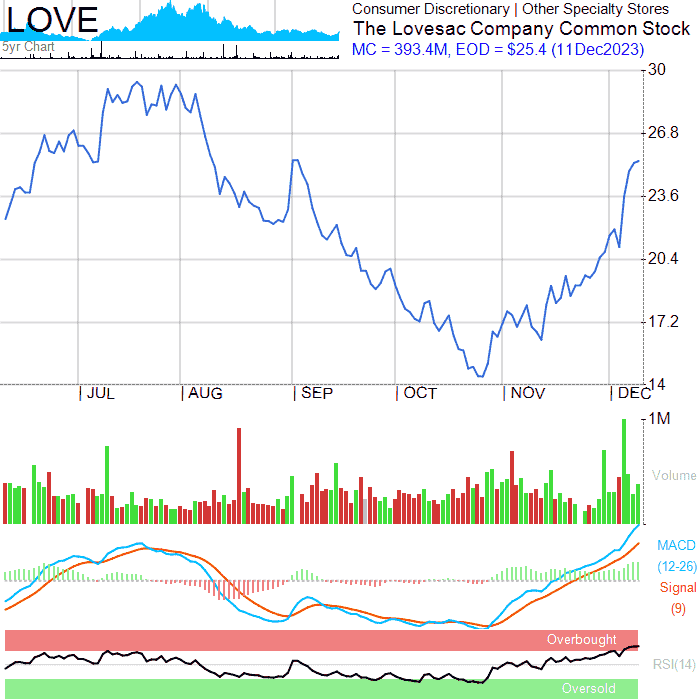 LOVE
5yr Chart
Consumer Discretionary | Other Specialty Stores
The Lovesac Company Common Stock
MC = 393.4M, EOD = $25.4 (11Dec2023)
30
26.8
23.6
20.4
17.2
14
JUL AUG SEP OCT NOV DEC
1M
Volume
MACD
(12-26)
Signal
(9)
Overbought
RSI(14)
Oversold